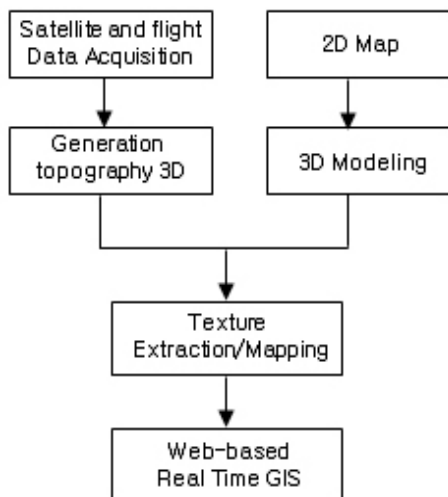 Satellite and flight
Data Acquisition
2D Map
Generation
topography 3D
3D Modeling
Texture
Extraction/Mapping
Web-based
Real Time GIS